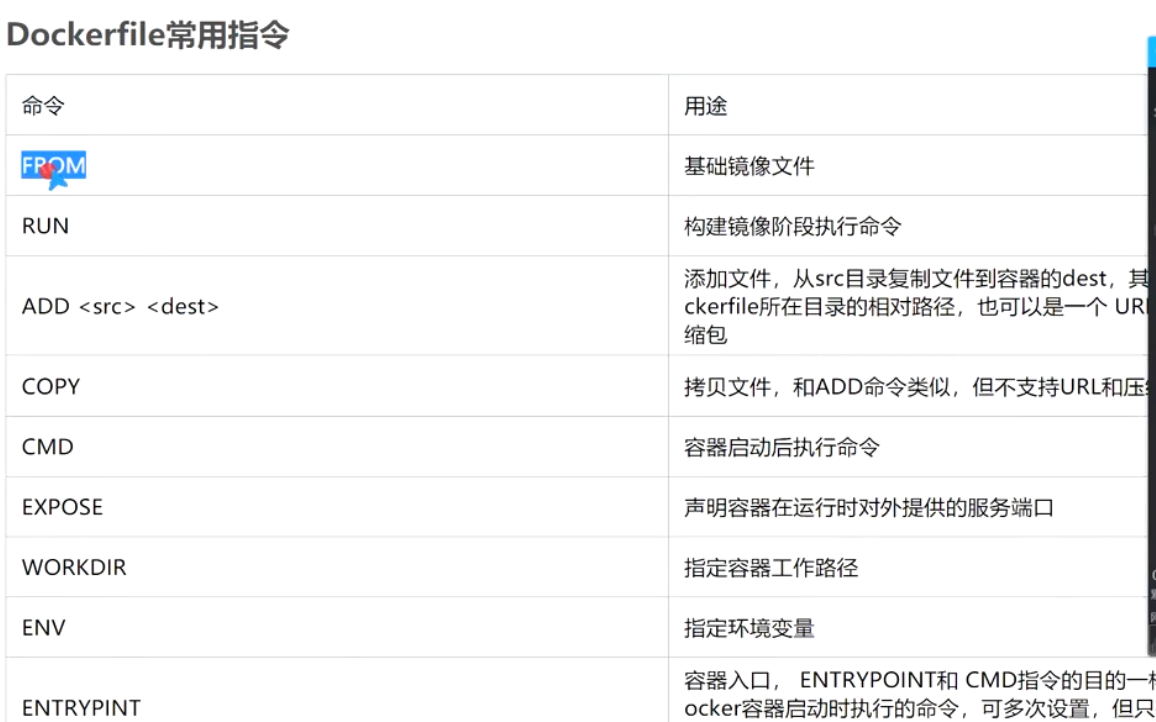 Dockerfile常用指令
命令 用途
FROM 基础镜像文件
RUN 构建镜像阶段执行命令
ADD <src> <dest> 添加文件，从src目录复制文件到容器的dest，其
ckerfile所在目录的相对路径，也可以是一个 URL
缩包
COPY 拷贝文件，和ADD命令类似，但不支持URL和压
CMD 容器启动后执行命令
EXPOSE 声明容器在运行时对外提供的服务端口
WORKDIR 指定容器工作路径
ENV 指定环境变量
ENTRYPINT 容器入口， ENTRYPOINT和 CMD指令的目的一样
ocker容器启动时执行的命令，可多次设置，但只